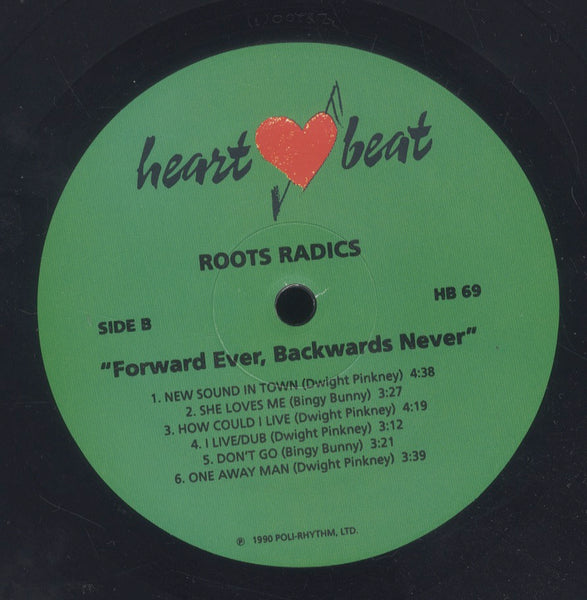 heart beat
ROOTS RADICS
SIDE B
HB 69
"Forward Ever, Backwards Never"
1. NEW SOUND IN TOWN (Dwight Pinkney) 4:38
2. SHE LOVES ME (Bingy Bunny) 3:27
3. HOW COULD I LIVE (Dwight Pinkney) 4:19
4. I LIVE/DUB (Dwight Pinkney) 3:12
5. DON'T GO (Bingy Bunny) 3:21
6. ONE AWAY MAN (Dwight Pinkney) 3:39
℗ 1990 POLI-RHYTHM, LTD.